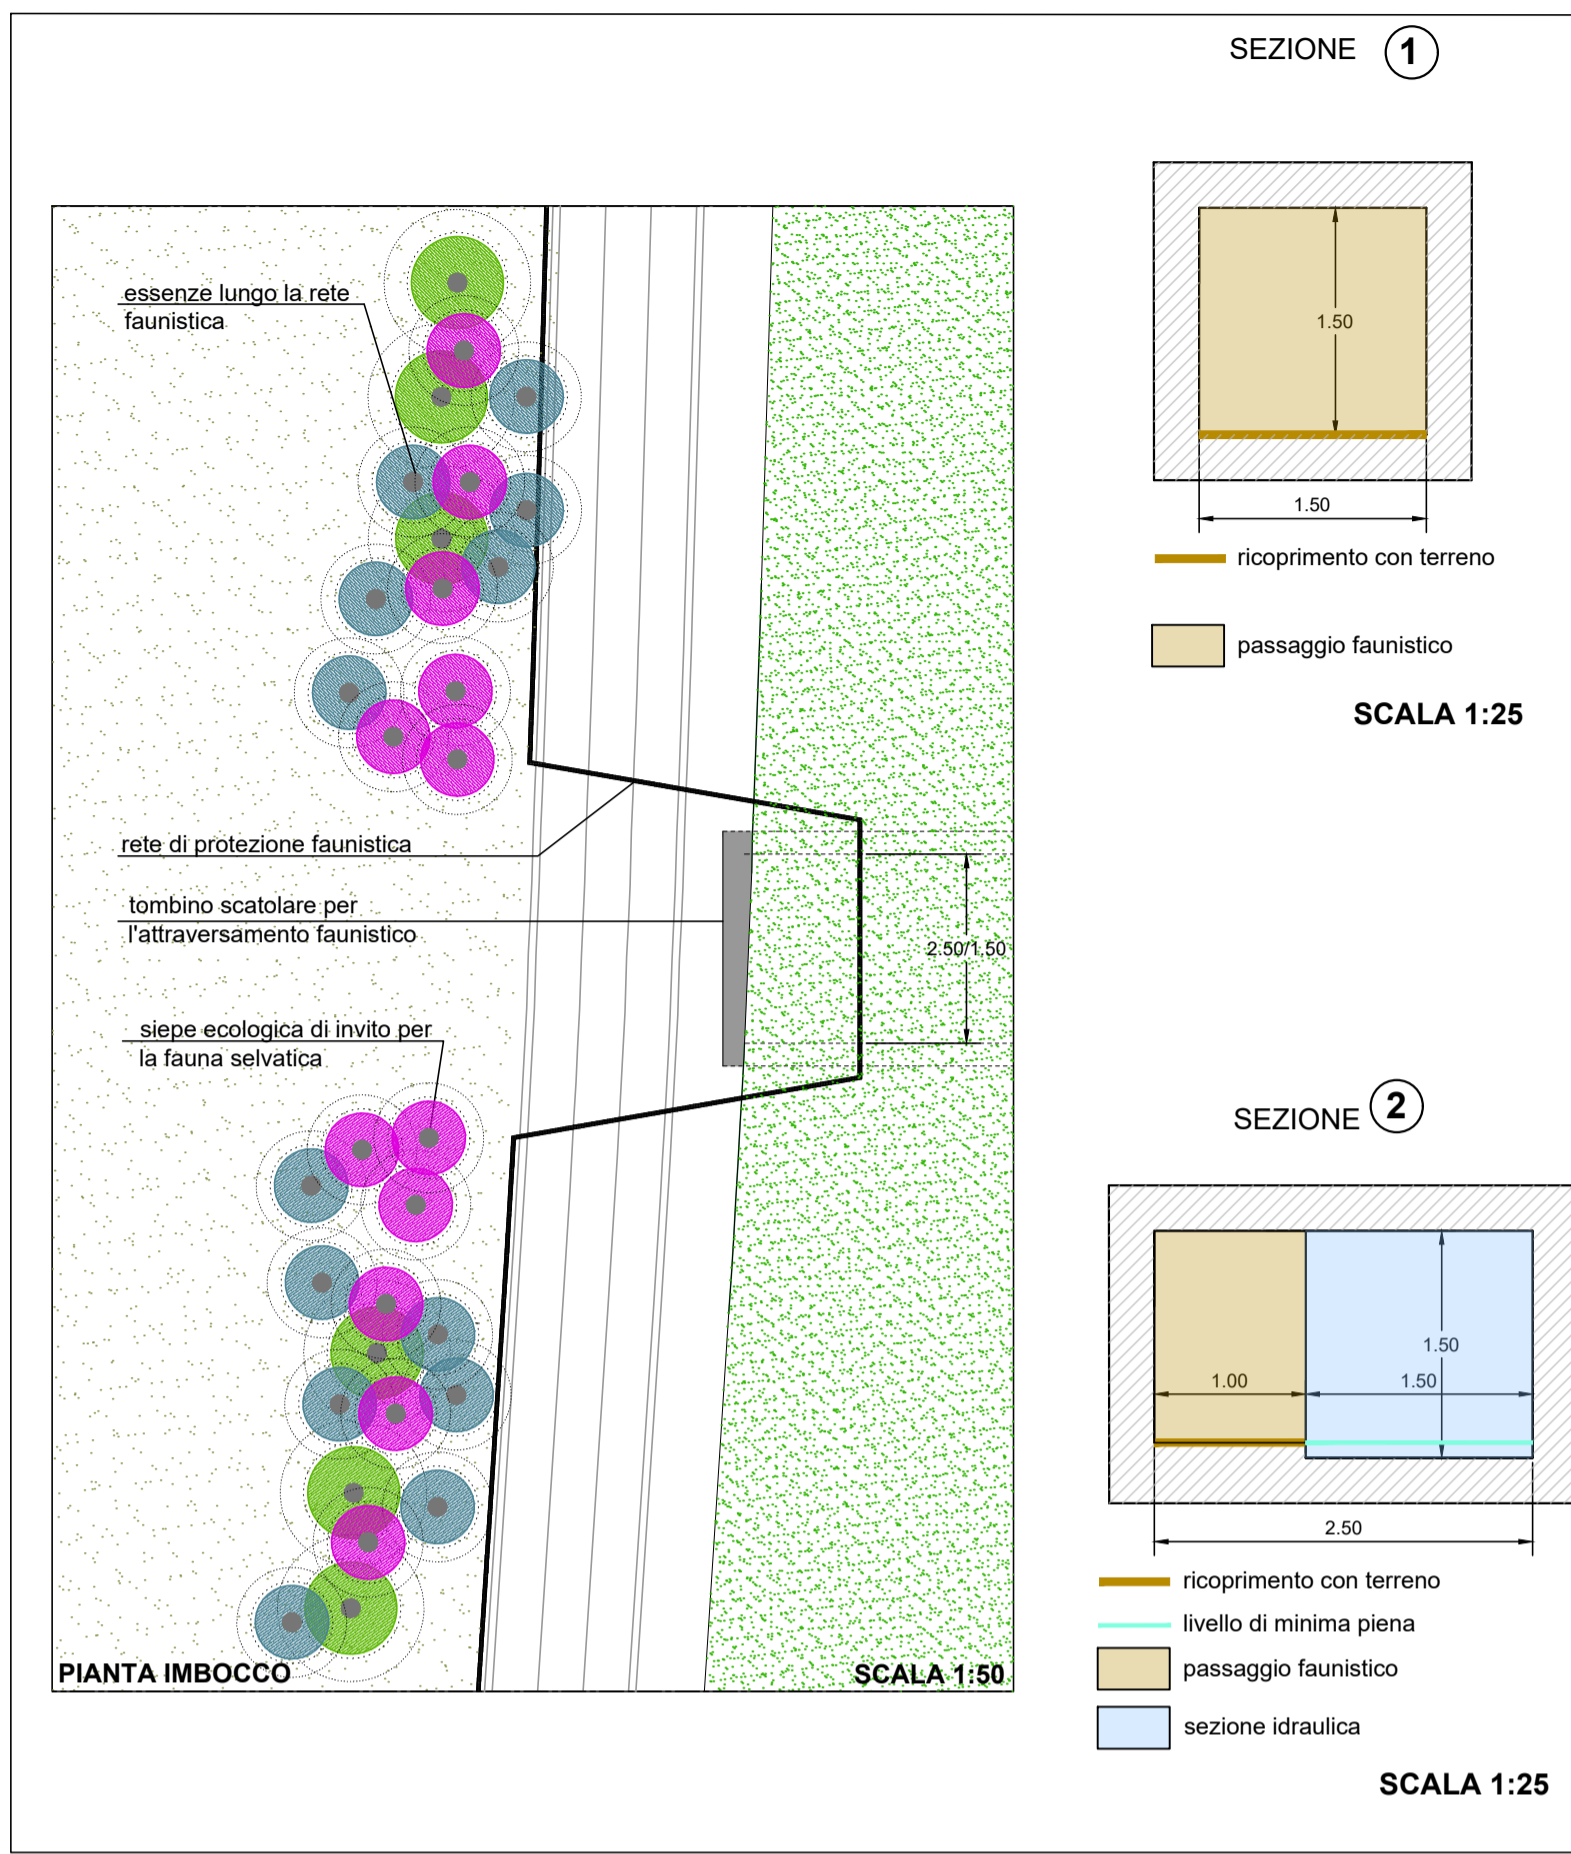 SEZIONE 1
essenze lungo la rete
faunistica
rete di protezione faunistica
tombino scatolare per
l'attraversamento faunistico
2.50/1.50
siepe ecologica di invito per
la fauna selvatica
PIANTA IMBOCCO
SCALA 1:50
1.50
1.50
ricoprimento con terreno
passaggio faunistico
SCALA 1:25
SEZIONE 2
1.50
1.00
1.50
2.50
ricoprimento con terreno
livello di minima piena
passaggio faunistico
sezione idraulica
SCALA 1:25